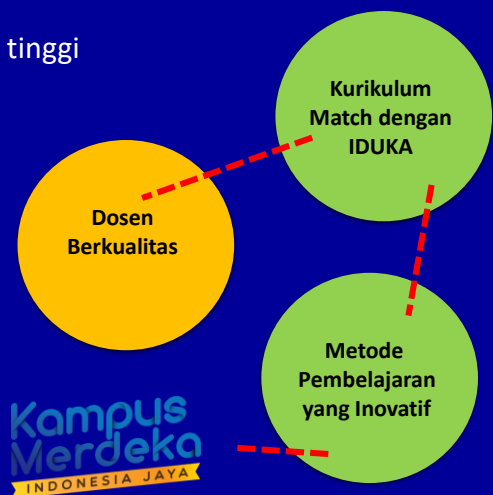 tinggi
Kurikulum
Match dengan
IDUKA
Dosen
Berkualitas
Metode
Pembelajaran
yang Inovatif
Kampus
Merdeka
INDONESIA JAYA